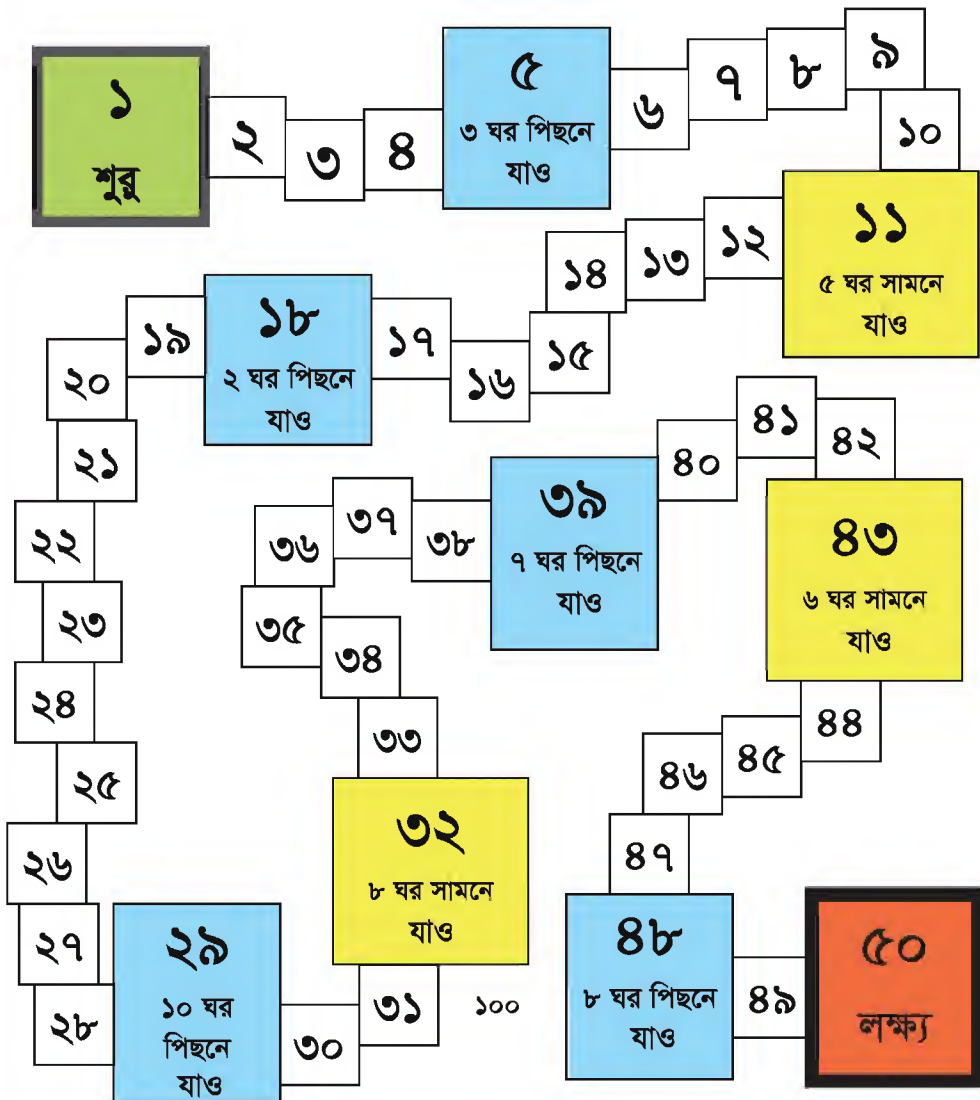 ১
শুরু
২
৩
৪
৫
৩ ঘর পিছনে
যাও
৬
৭
৮
৯
১০
১১
৫ ঘর সামনে
যাও
১২
১৩
১৪
১৫
১৬
১৭
১৮
২ ঘর পিছনে
যাও
১৯
২০
২১
২২
২৩
২৪
২৫
২৬
২৭
২৮
২৯
১০ ঘর
পিছনে
যাও
৩০
৩১
৩২
৮ ঘর সামনে
যাও
৩৩
৩৪
৩৫
৩৬
৩৭
৩৮
৩৯
৭ ঘর পিছনে
যাও
৪০
৪১
৪২
৪৩
৬ ঘর সামনে
যাও
৪৪
৪৫
৪৬
৪৭
৪৮
৮ ঘর পিছনে
যাও
৪৯
৫০
লক্ষ্য
১০০